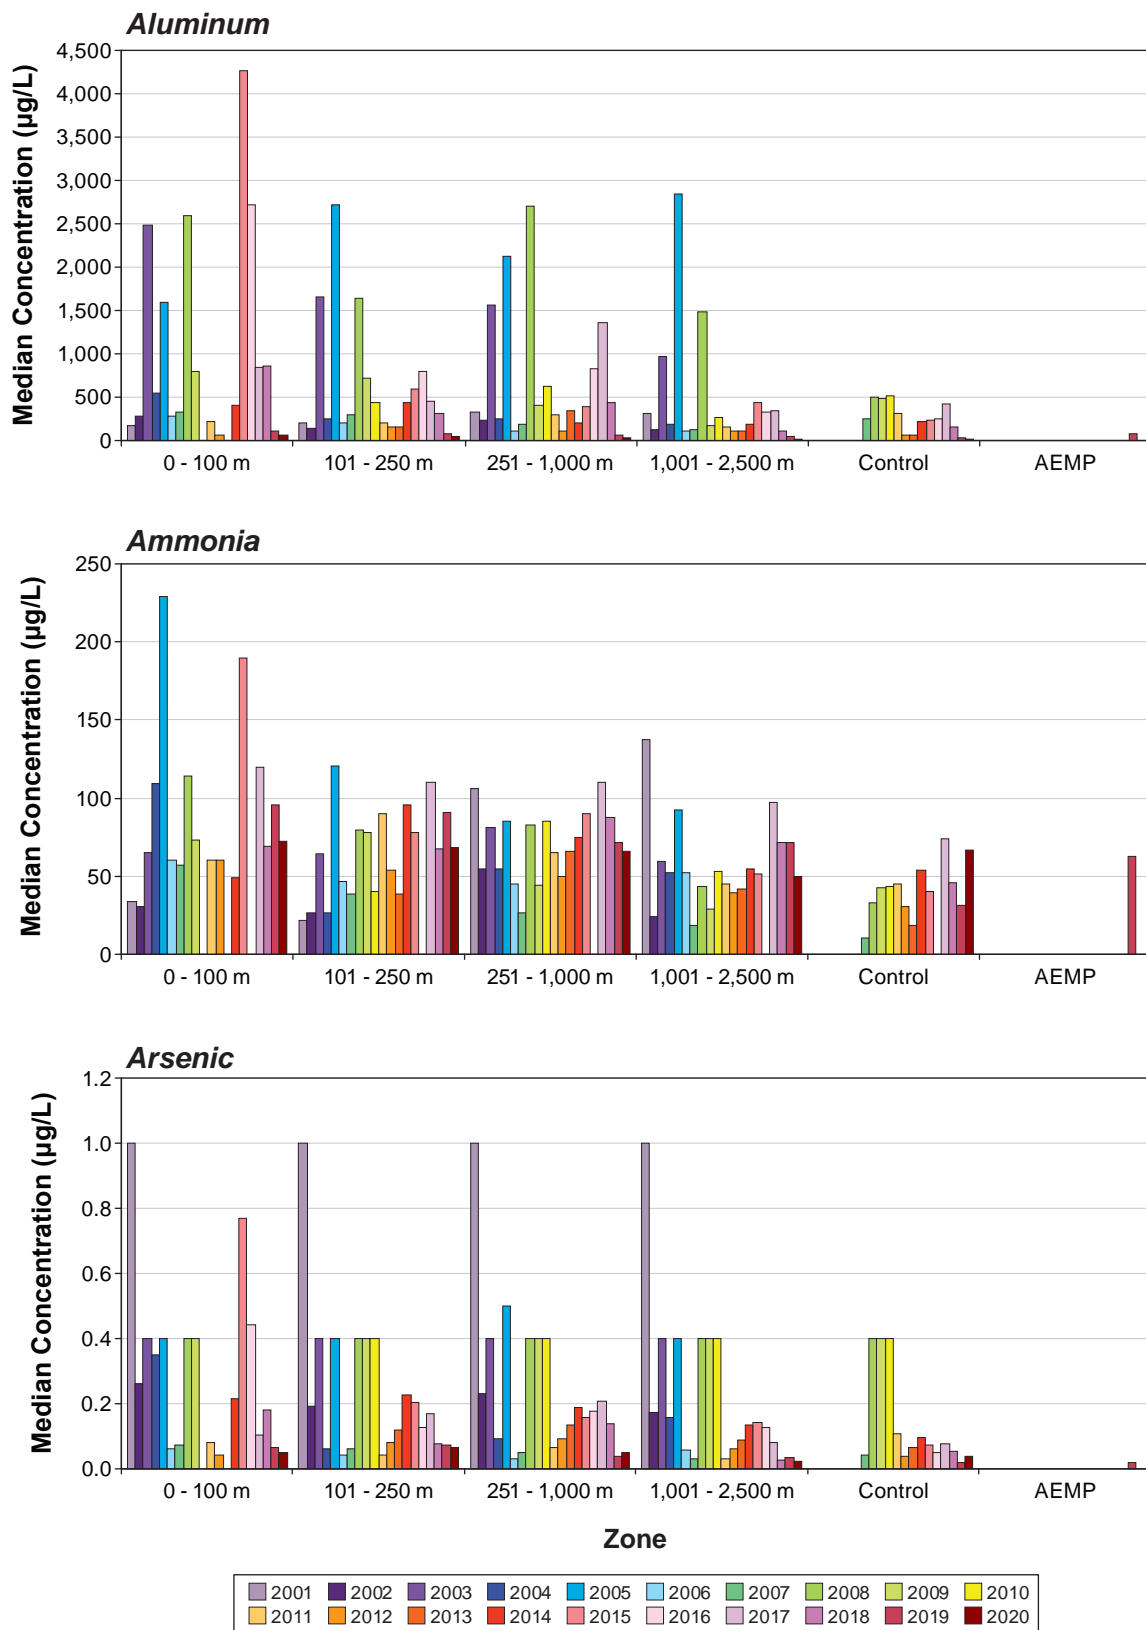 Aluminum
Median Concentration (µg/L)
4,500
4,000
3,500
3,000
2,500
2,000
1,500
1,000
500
0
0 - 100 m 101 - 250 m 251 - 1,000 m 1,001 - 2,500 m Control AEMP
Ammonia
Median Concentration (µg/L)
250
200
150
100
50
0
0 - 100 m 101 - 250 m 251 - 1,000 m 1,001 - 2,500 m Control AEMP
Arsenic
Median Concentration (µg/L)
1.2
1.0
0.8
0.6
0.4
0.2
0.0
0 - 100 m 101 - 250 m 251 - 1,000 m 1,001 - 2,500 m Control AEMP
Zone
2001 2002 2003 2004 2005 2006 2007 2008 2009 2010
2011 2012 2013 2014 2015 2016 2017 2018 2019 2020